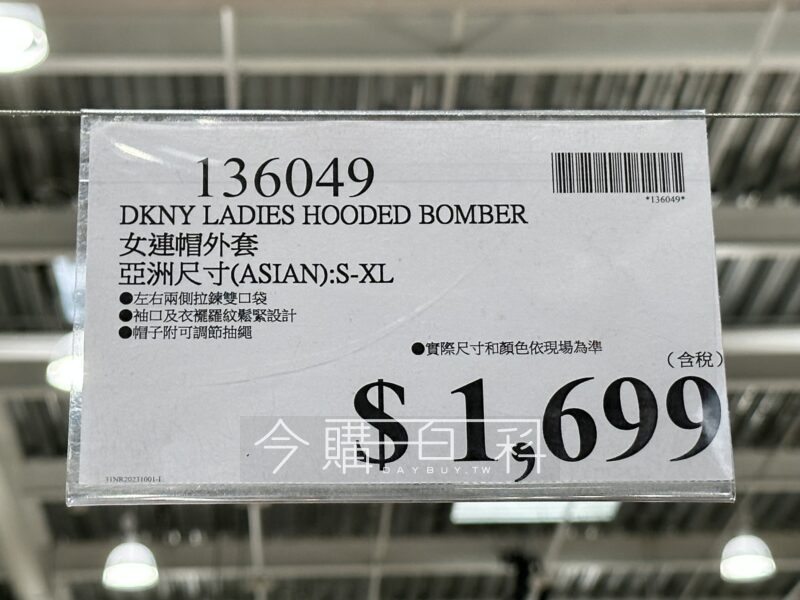 136049
*136049*
DKNY LADIES HOODED BOMBER
女連帽外套
亞洲尺寸(ASIAN):S-XL
●左右兩側拉鍊雙口袋
●袖口及衣襬羅紋鬆緊設計
●帽子附可調節抽繩
●實際尺寸和顏色依現場為準
(含稅)
$ 1,699
今購百科
DAYBUY.TW
31NR20231001-1